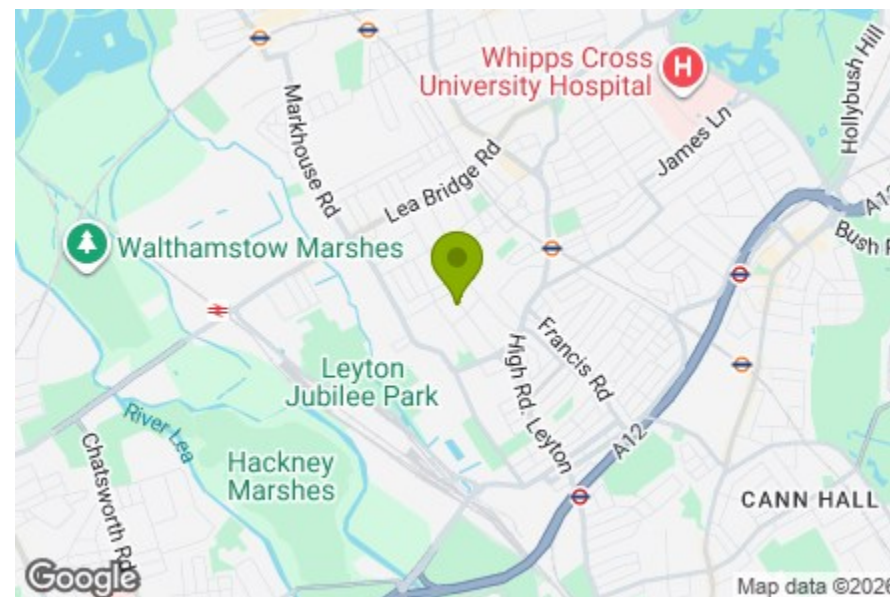 Whipps Cross
University Hospital
H
Hollybush Hill
Markhouse Rd
James Ln
Lea Bridge Rd
A12
Bush R
Walthamstow Marshes
Leyton
Jubilee Park
High Rd. Leyton
Francis Rd
River Lea
A12
Chatsworth Rd
Hackney
Marshes
CANN HALL
Google
Map data ©2026